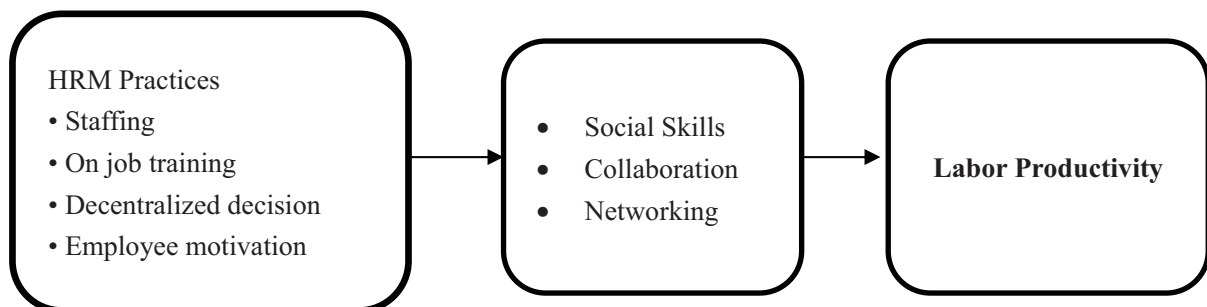 HRM Practices
• Staffing
• On job training
• Decentralized decision
• Employee motivation
• Social Skills
• Collaboration
• Networking
Labor Productivity